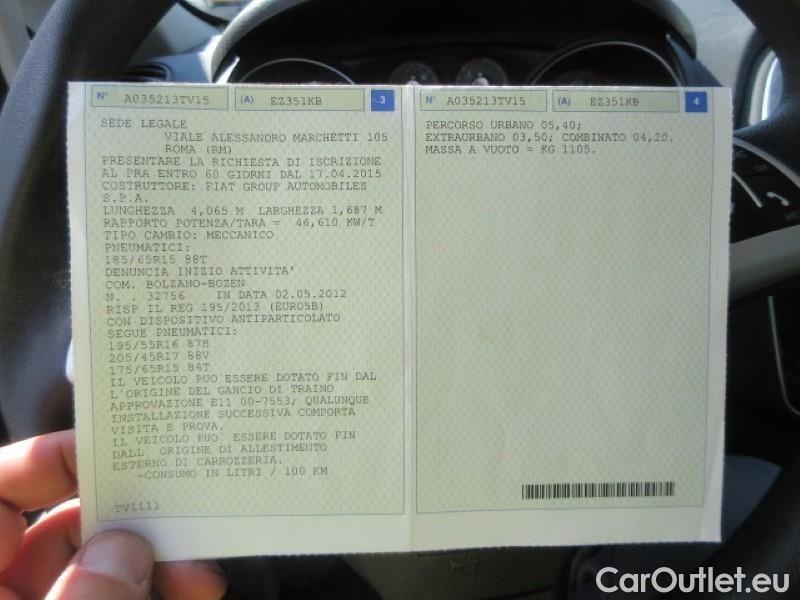 N° A035213TV15 (A) EZ351KB 3
SEDE LEGALE
VIALE ALESSANDRO MARCHETTI 105
ROMA (RM)
PRESENTARE LA RICHIESTA DI ISCRIZIONE
AL PRA ENTRO 60 GIORNI DAL 17.04.2015
COSTRUTTORE: FIAT GROUP AUTOMOBILES
S.P.A.
LUNGHEZZA 4,065 M LARGHEZZA 1,687 M
RAPPORTO POTENZA/TARA = 46,610 KW/T
TIPO CAMBIO: MECCANICO
PNEUMATICI:
185/65R15 88T
DENUNCIA INIZIO ATTIVITA'
COM. BOLZANO-BOZEN
N. . 32756 IN DATA 02.05.2012
RISP IL REG 195/2013 (EURO5B)
CON DISPOSITIVO ANTIPARTICOLATO
SEGUE PNEUMATICI:
195/55R16 87H
205/45R17 88V
175/65R15 84T
IL VEICOLO PUO'ESSERE DOTATO FIN DAL
L'ORIGINE DEL GANCIO DI TRAINO
APPROVAZIONE E11 00-7553; QUALUNQUE
INSTALLAZIONE SUCCESSIVA COMPORTA
VISITA E PROVA.
IL VEICOLO PUO' ESSERE DOTATO FIN
DALL' ORIGINE DI ALLESTIMENTO
ESTERNO DI CARROZZERIA.
-CONSUMO IN LITRI / 100 KM
TV1111
N° A035213TV15 (A) EZ351KB 4
PERCORSO URBANO 05,40;
EXTRAURBANO 03,50; COMBINATO 04,20.
MASSA A VUOTO = KG 1105.
CarOutlet.eu